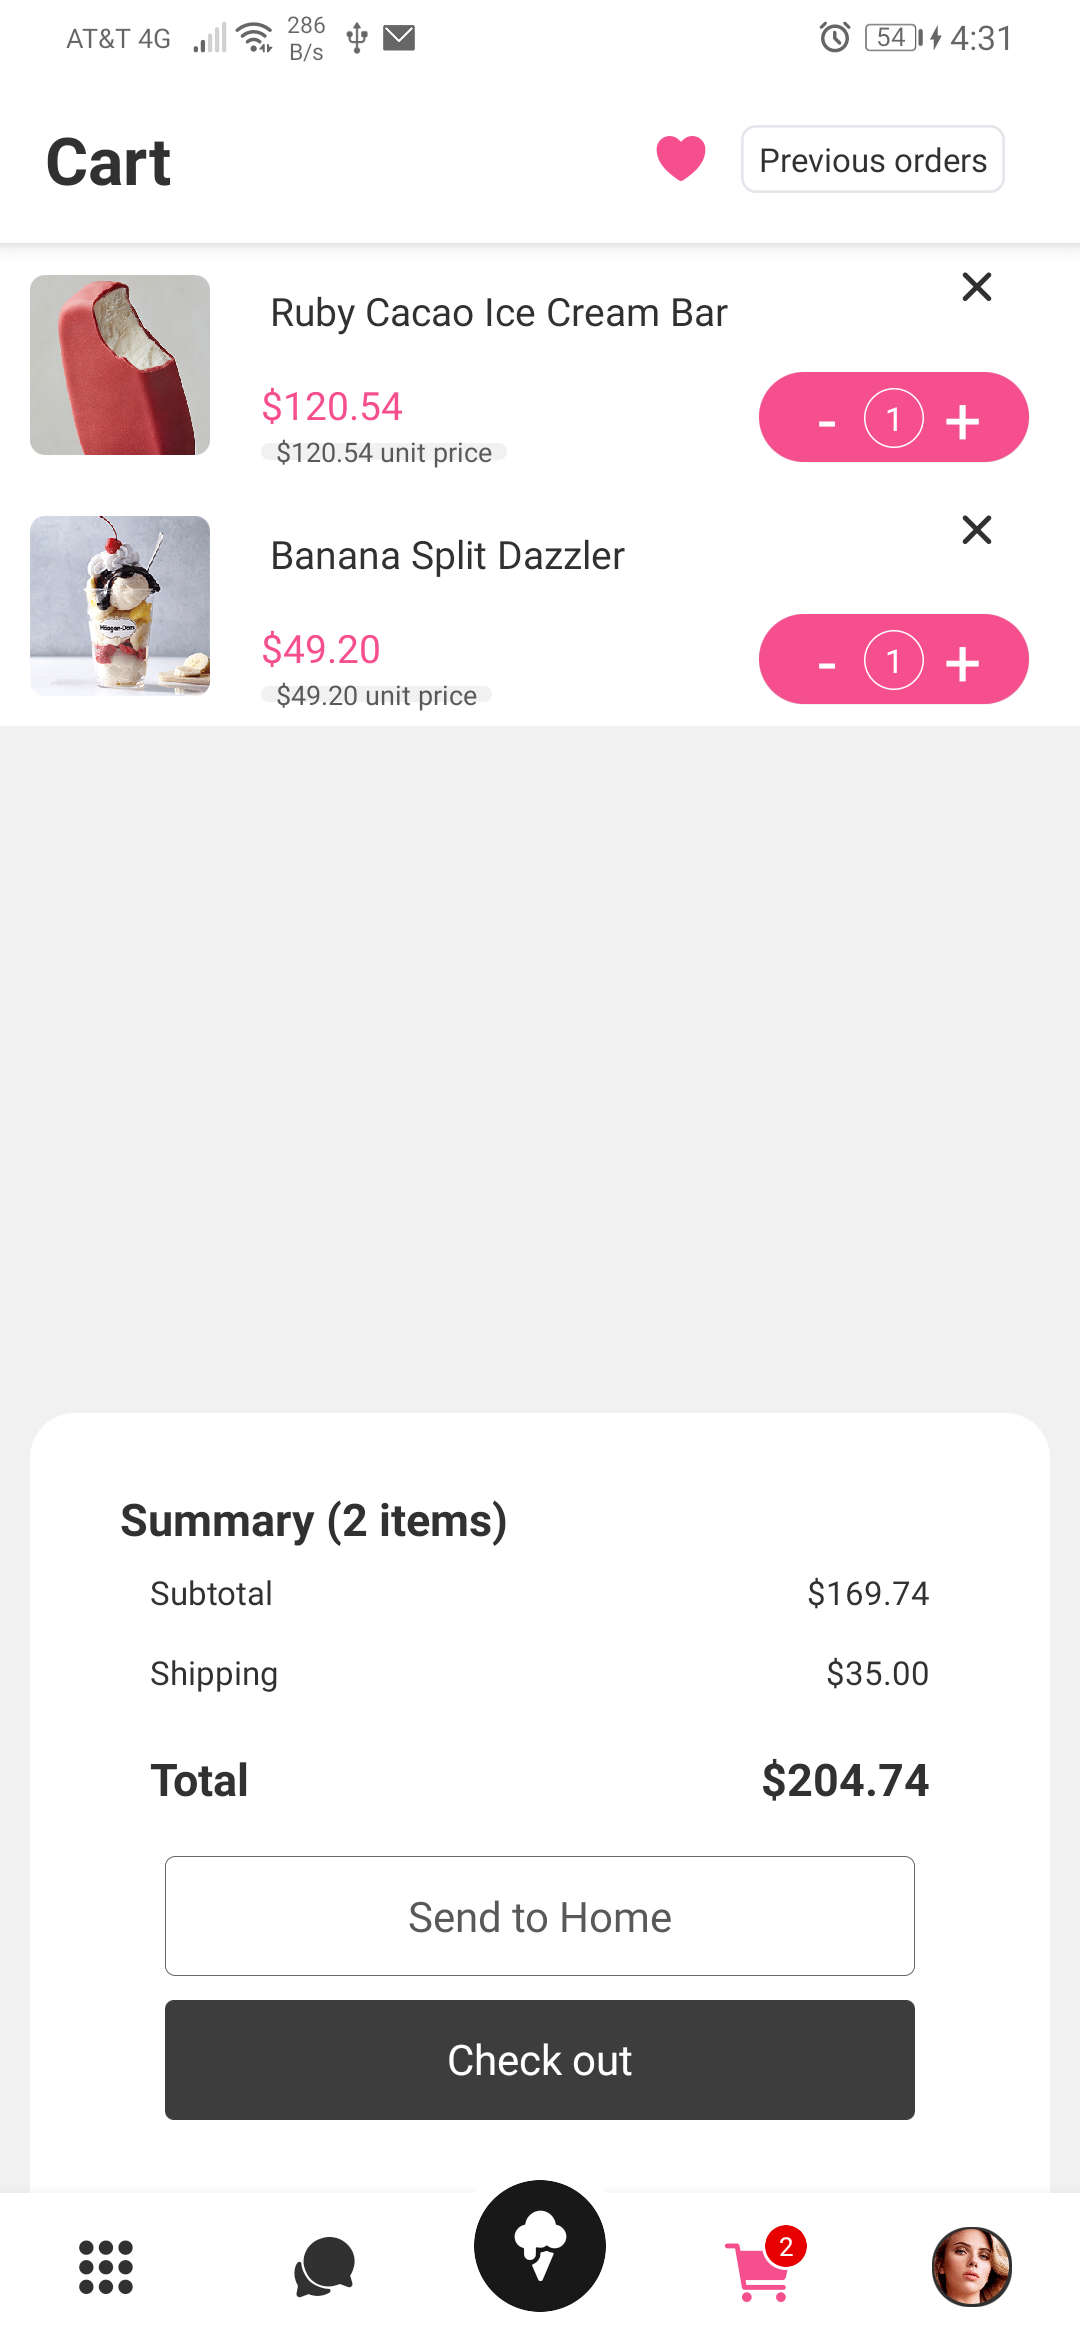 AT&T 4G 286 B/s 54 4:31
Cart Previous orders
Ruby Cacao Ice Cream Bar
$120.54
$120.54 unit price
- 1 +
Banana Split Dazzler
$49.20
$49.20 unit price
- 1 +
Häagen-Dazs
Summary (2 items)
Subtotal $169.74
Shipping $35.00
Total $204.74
Send to Home
Check out
2